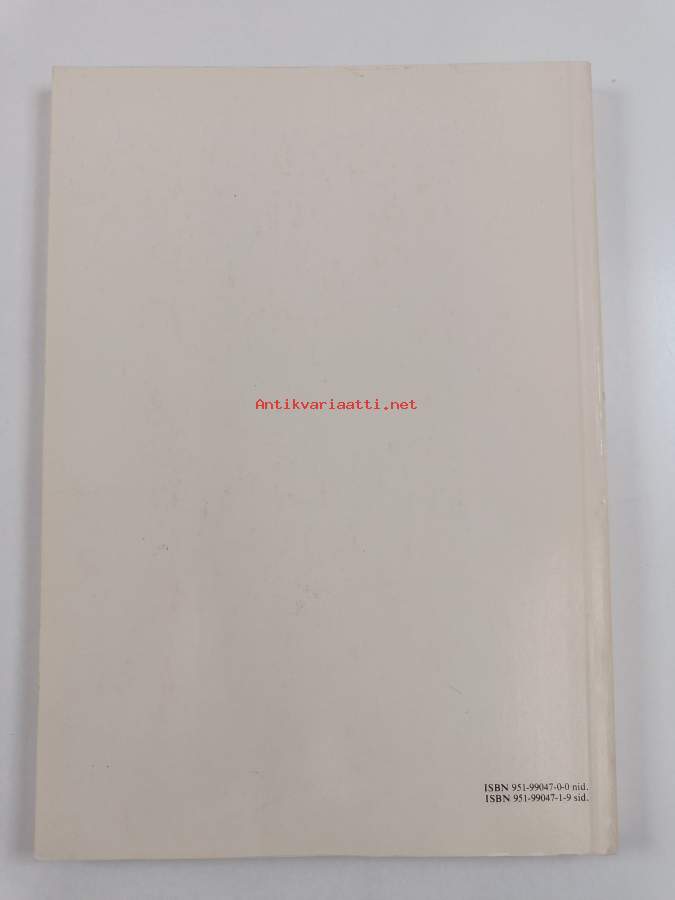 Antikvariaatti.net
ISBN 951-99047-0-0 nid.
ISBN 951-99047-1-9 sid.